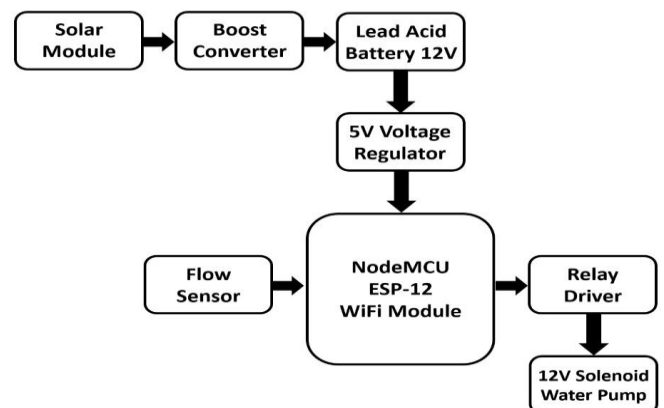 Solar
Module
Boost
Converter
Lead Acid
Battery 12V
5V Voltage
Regulator
Flow
Sensor
NodeMCU
ESP-12
WiFi Module
Relay
Driver
12V Solenoid
Water Pump